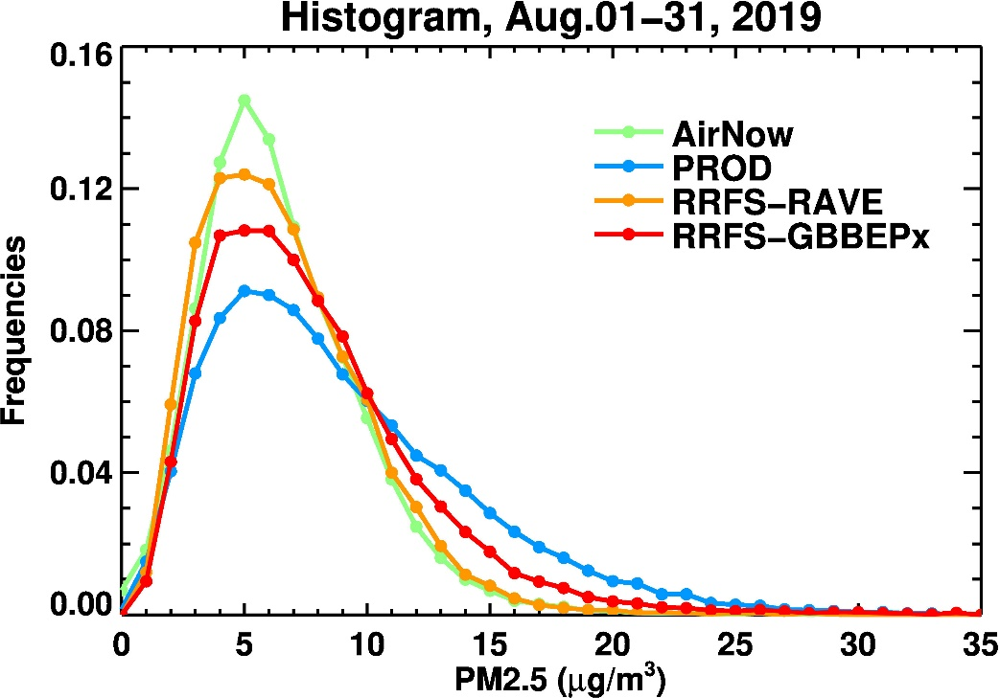 Histogram, Aug.01−31, 2019
0.16
0.12
0.08
0.04
0.00
Frequencies
AirNow
PROD
RRFS−RAVE
RRFS−GBBEPx
0 5 10 15 20 25 30 35
PM2.5 (μg/m³)